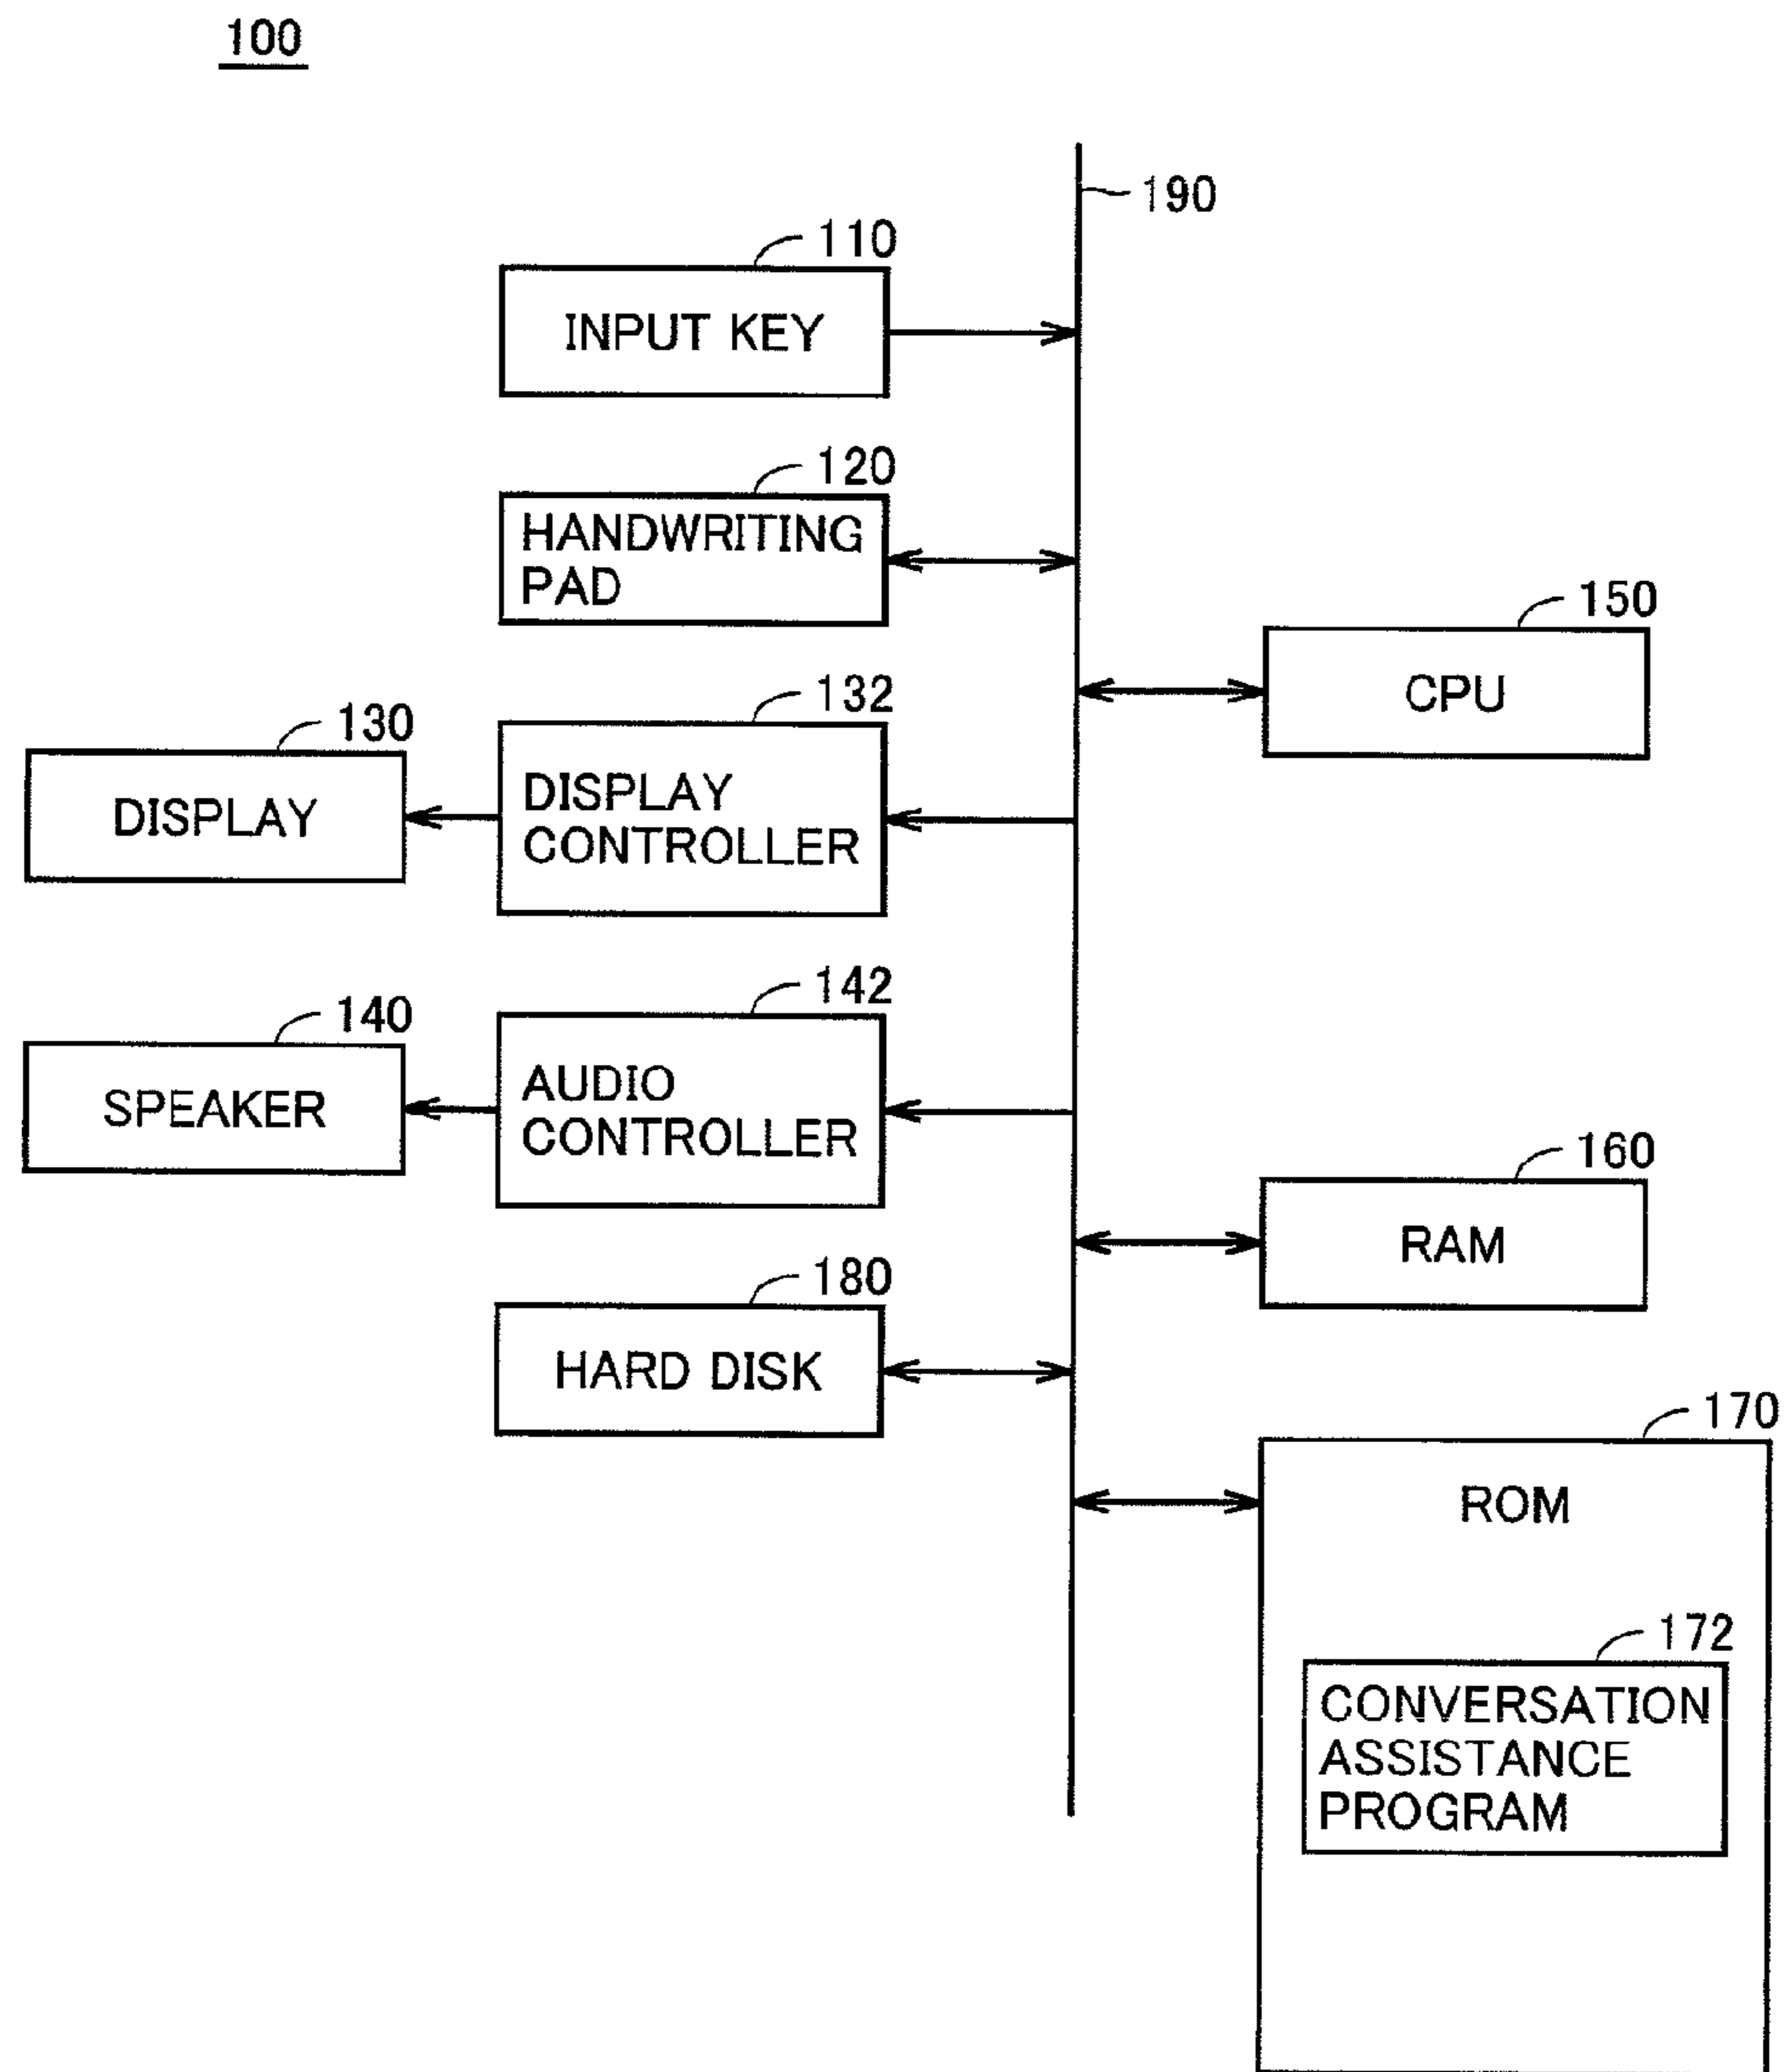 100
190
110
INPUT KEY
120
HANDWRITING
PAD
150
CPU
132
130
DISPLAY
CONTROLLER
DISPLAY
142
140
AUDIO
CONTROLLER
SPEAKER
160
RAM
180
HARD DISK
170
ROM
172
CONVERSATION
ASSISTANCE
PROGRAM